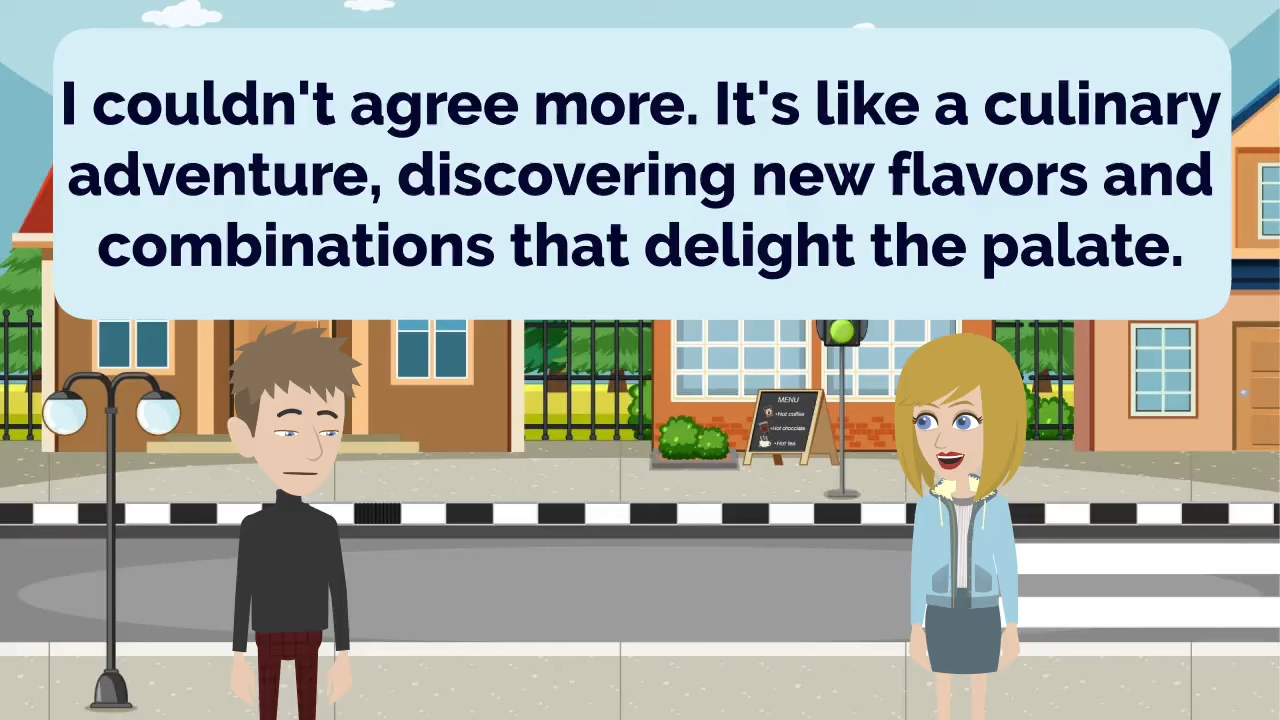 I couldn't agree more. It's like a culinary
adventure, discovering new flavors and
combinations that delight the palate.
MENU
•Hot coffee
•Hot chocolate
•Hot tea